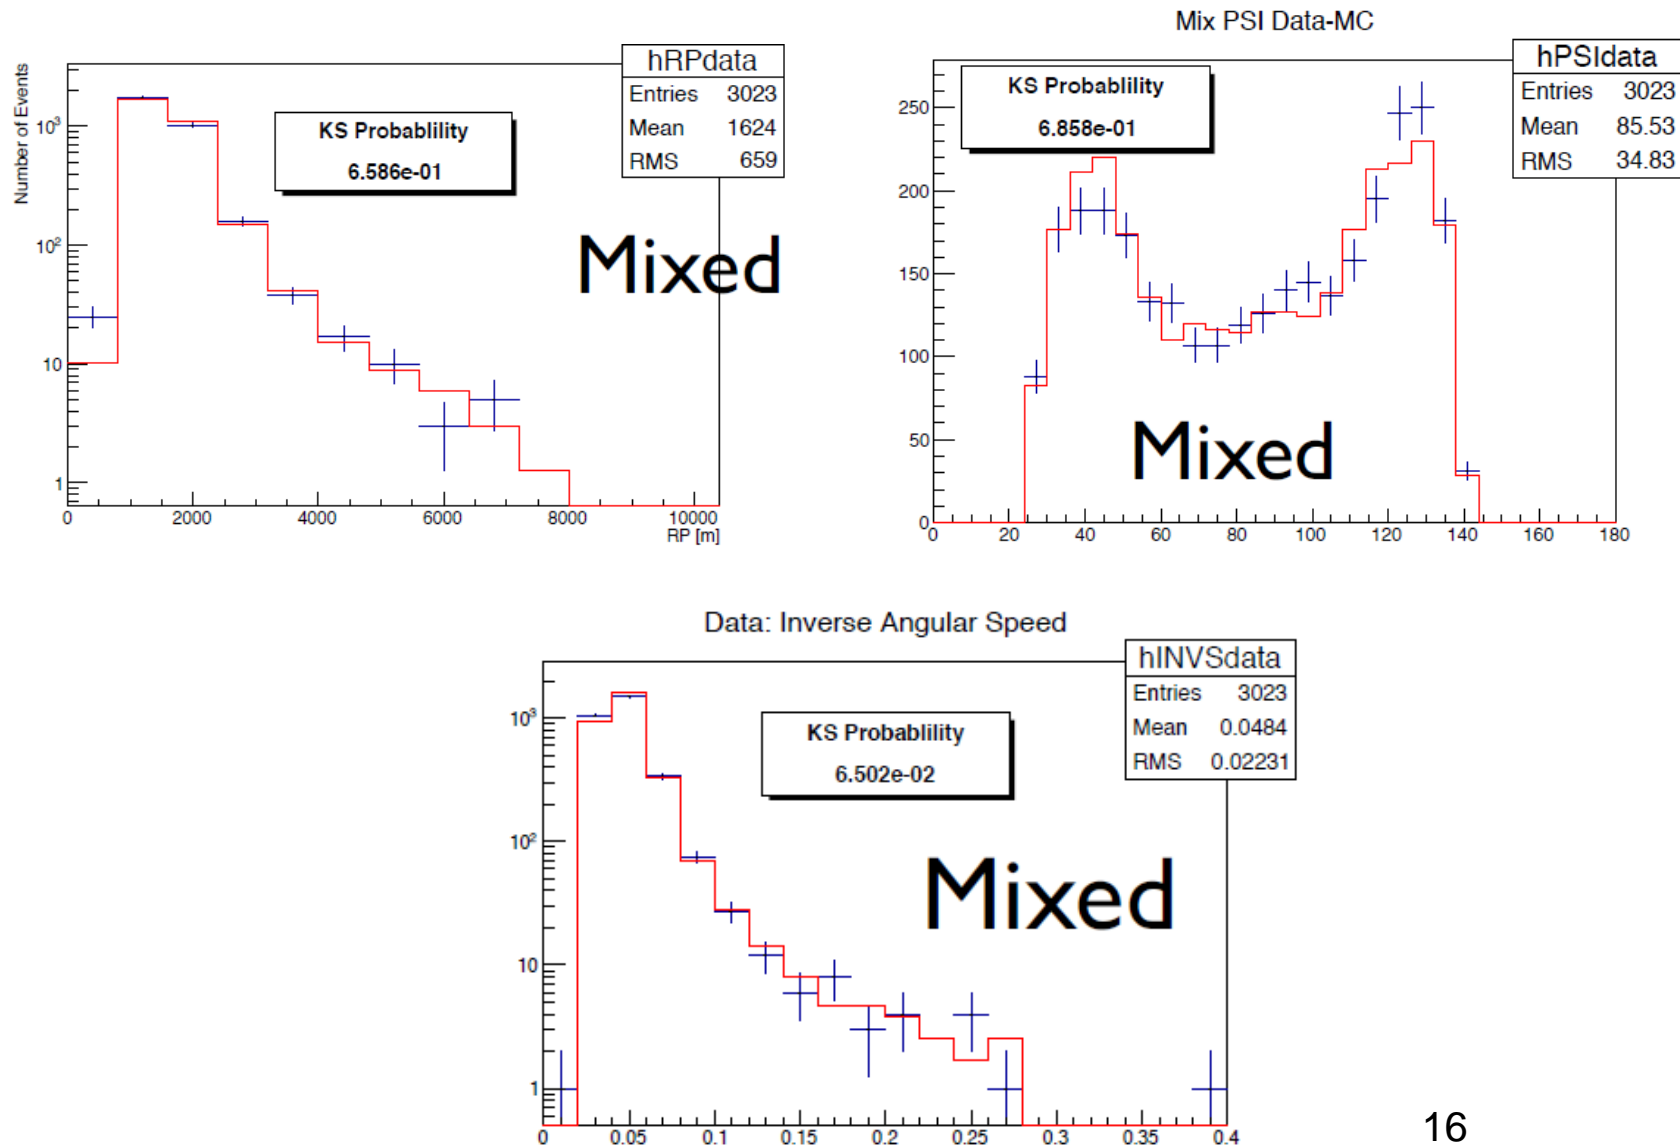 Mix PSI Data-MC
Number of Events
hRPdata
Entries 3023
Mean 1624
RMS 659
KS Probablility
6.586e-01
Mixed
10³
10²
10
1
0 2000 4000 6000 8000 10000
RP [m]
hPSIdata
Entries 3023
Mean 85.53
RMS 34.83
KS Probablility
6.858e-01
Mixed
250
200
150
100
50
0
0 20 40 60 80 100 120 140 160 180
Data: Inverse Angular Speed
hINVSdata
Entries 3023
Mean 0.0484
RMS 0.02231
KS Probablility
6.502e-02
Mixed
10³
10²
10
1
0 0.05 0.1 0.15 0.2 0.25 0.3 0.35 0.4
16